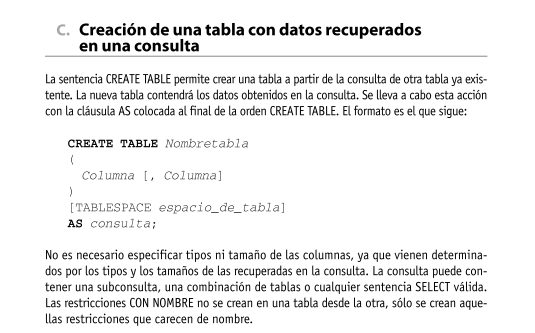 C. Creación de una tabla con datos recuperados
en una consulta
La sentencia CREATE TABLE permite crear una tabla a partir de la consulta de otra tabla ya exis-
tente. La nueva tabla contendrá los datos obtenidos en la consulta. Se lleva a cabo esta acción
con la cláusula AS colocada al final de la orden CREATE TABLE. El formato es el que sigue:
CREATE TABLE Nombretabla
(
Columna [, Columna]
)
[TABLESPACE espacio_de_tabla]
AS consulta;
No es necesario especificar tipos ni tamaño de las columnas, ya que vienen determina-
dos por los tipos y los tamaños de las recuperadas en la consulta. La consulta puede con-
tener una subconsulta, una combinación de tablas o cualquier sentencia SELECT válida.
Las restricciones CON NOMBRE no se crean en una tabla desde la otra, sólo se crean aque-
llas restricciones que carecen de nombre.